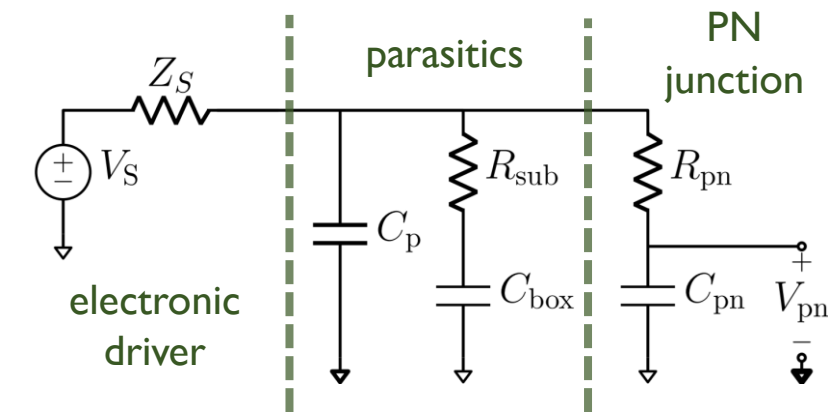 PN
junction
parasitics
Z_S
+
−
V_S
C_p
R_sub
C_box
R_pn
C_pn
+
V_pn
−
electronic
driver